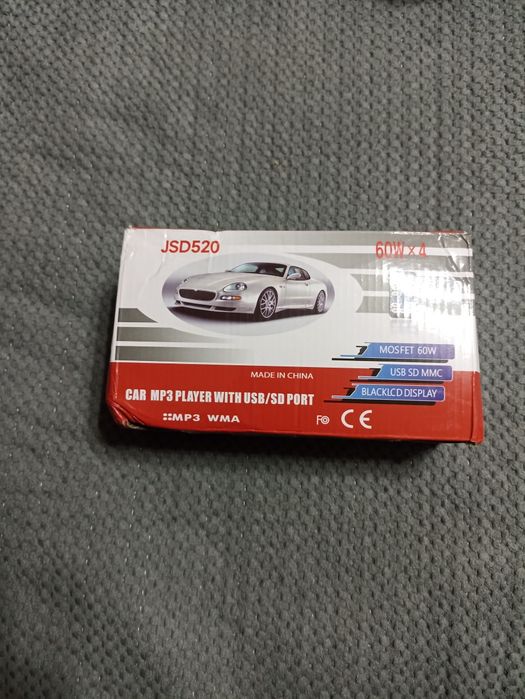 JSD520
60W×4
MOSFET 60W
USB SD MMC
BLACKLCD DISPLAY
MADE IN CHINA
CAR MP3 PLAYER WITH USB/SD PORT
MP3 WMA
FC CE